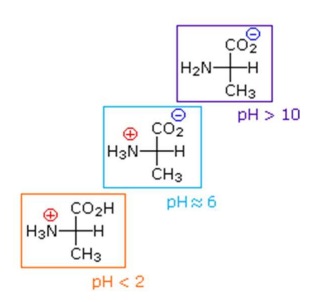 ⊖
CO₂
H₂N H
CH₃
pH > 10
⊕ ⊖
CO₂
H₃N H
CH₃
pH ≈ 6
⊕
CO₂H
H₃N H
CH₃
pH < 2